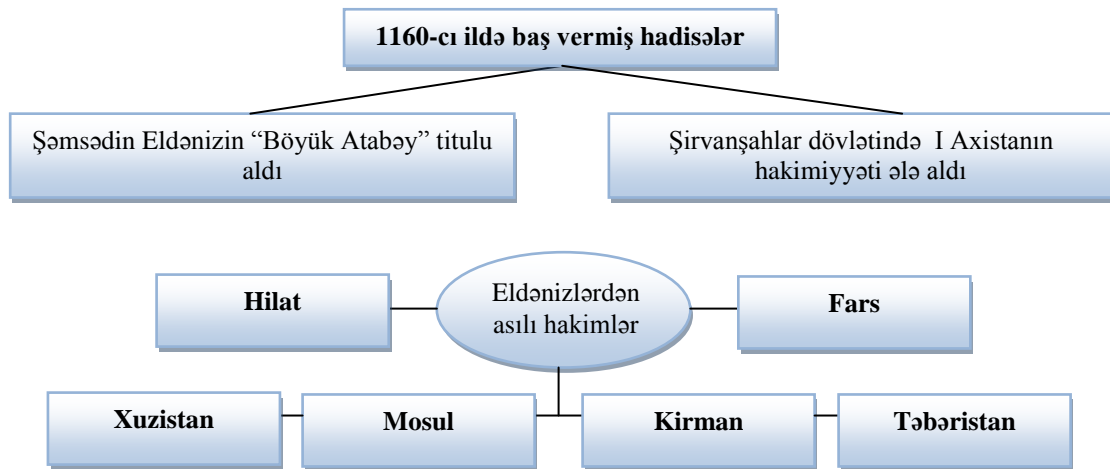 1160-cı ildə baş vermiş hadisələr
Şəmsədin Eldənizin “Böyük Atabəy” titulu
aldı
Şirvanşahlar dövlətində I Axistanın
hakimiyyəti ələ aldı
Hilat
Eldənizlərdən
asılı hakimlər
Fars
Xuzistan
Mosul
Kirman
Təbəristan